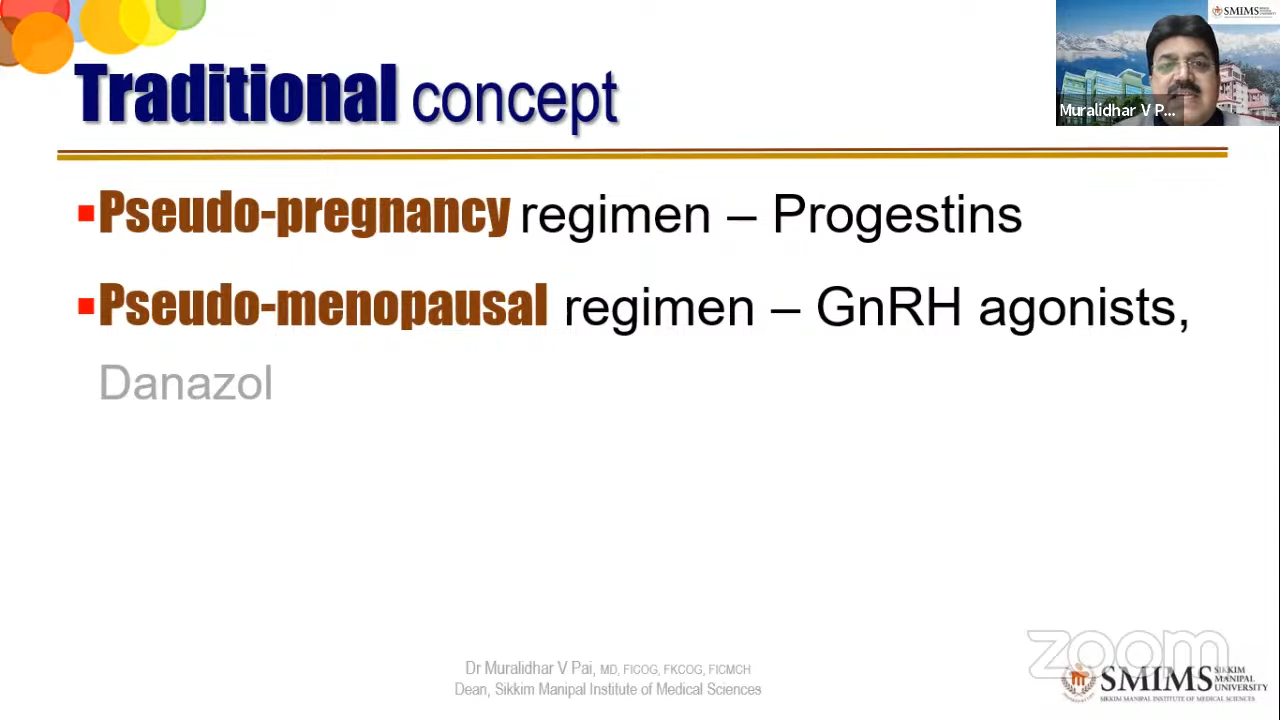 Traditional concept
SMIMS
Muralidhar V P...
Pseudo-pregnancy regimen – Progestins
Pseudo-menopausal regimen – GnRH agonists,
Danazol
Dr Muralidhar V Pai, MD, FICOG, FKCOG, FICMCH
Dean, Sikkim Manipal Institute of Medical Sciences
zoom
SMIMS SIKKIM
MANIPAL
UNIVERSITY
SIKKIM MANIPAL INSTITUTE OF MEDICAL SCIENCES